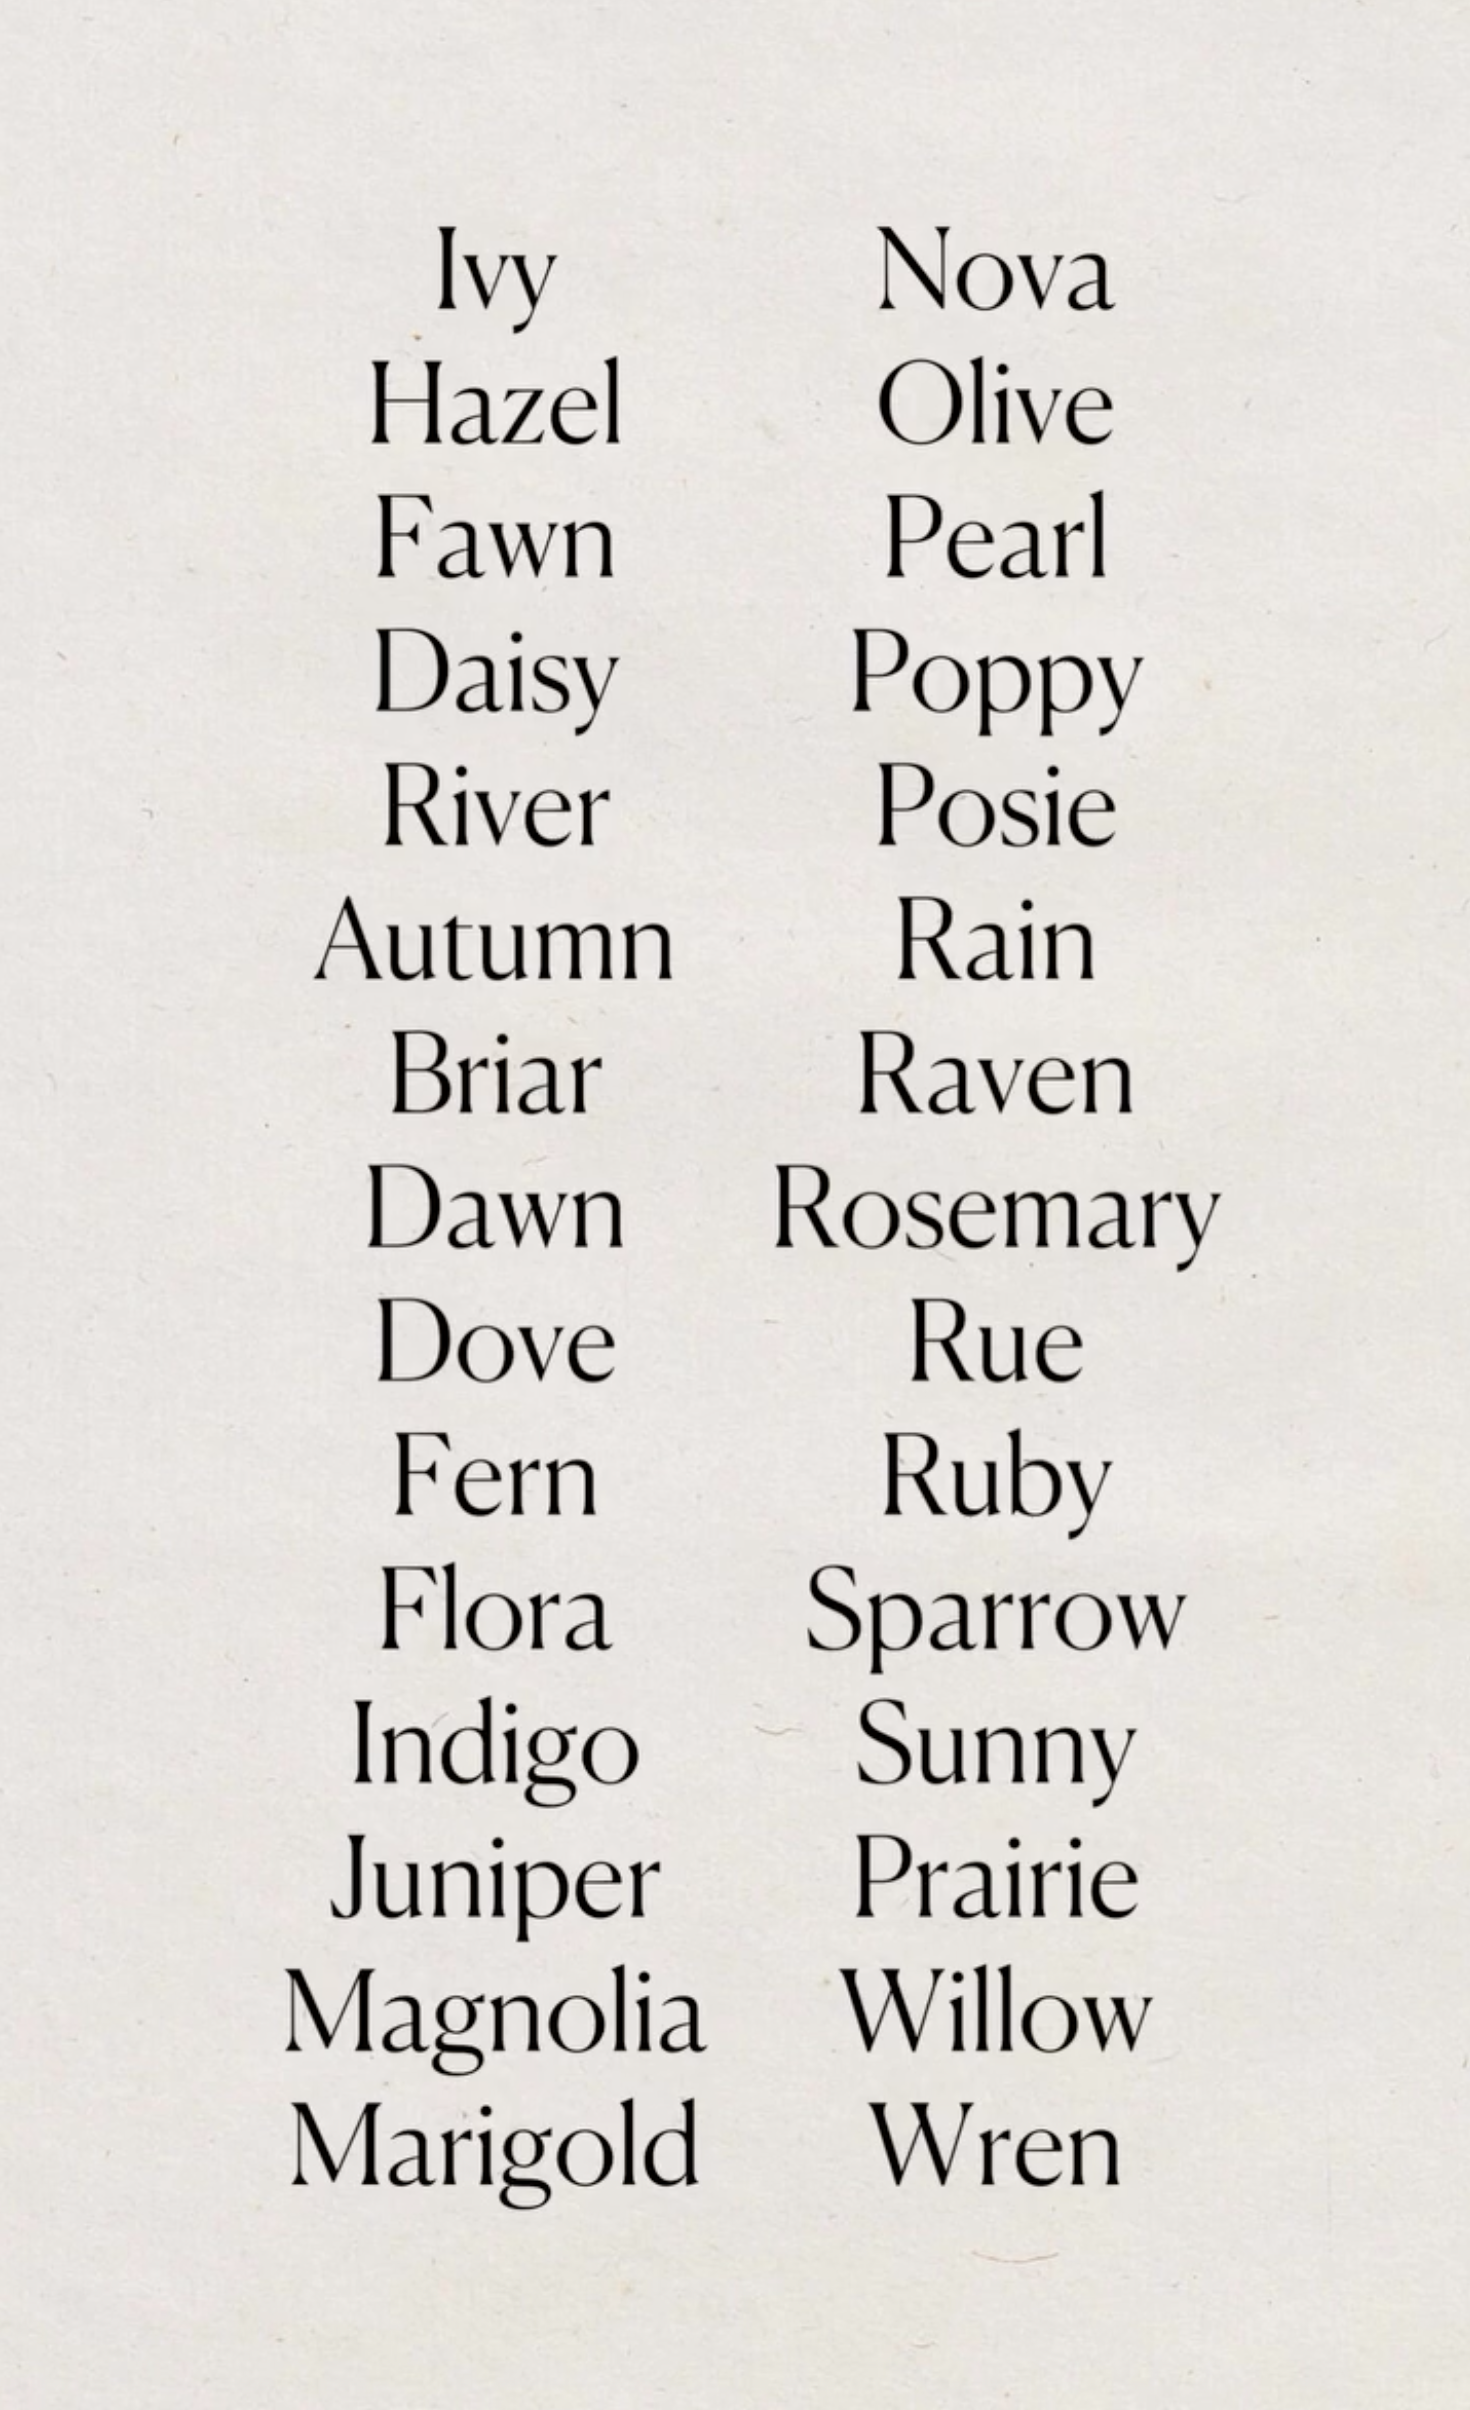 Ivy
Hazel
Fawn
Daisy
River
Autumn
Briar
Dawn
Dove
Fern
Flora
Indigo
Juniper
Magnolia
Marigold
Nova
Olive
Pearl
Poppy
Posie
Rain
Raven
Rosemary
Rue
Ruby
Sparrow
Sunny
Prairie
Willow
Wren